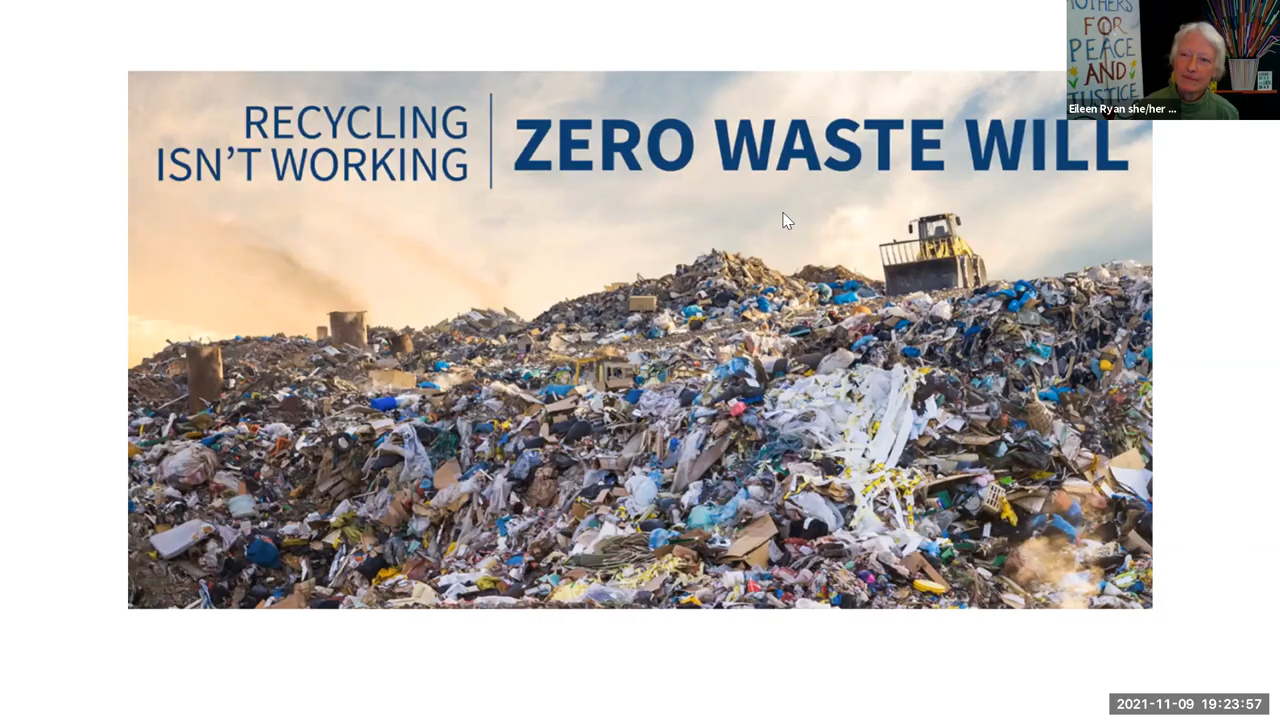 RECYCLING
ISN'T WORKING
ZERO WASTE WILL
MOTHERS
FOR
PEACE
AND
JUSTICE
Eileen Ryan she/her ...
2021-11-09 19:23:57